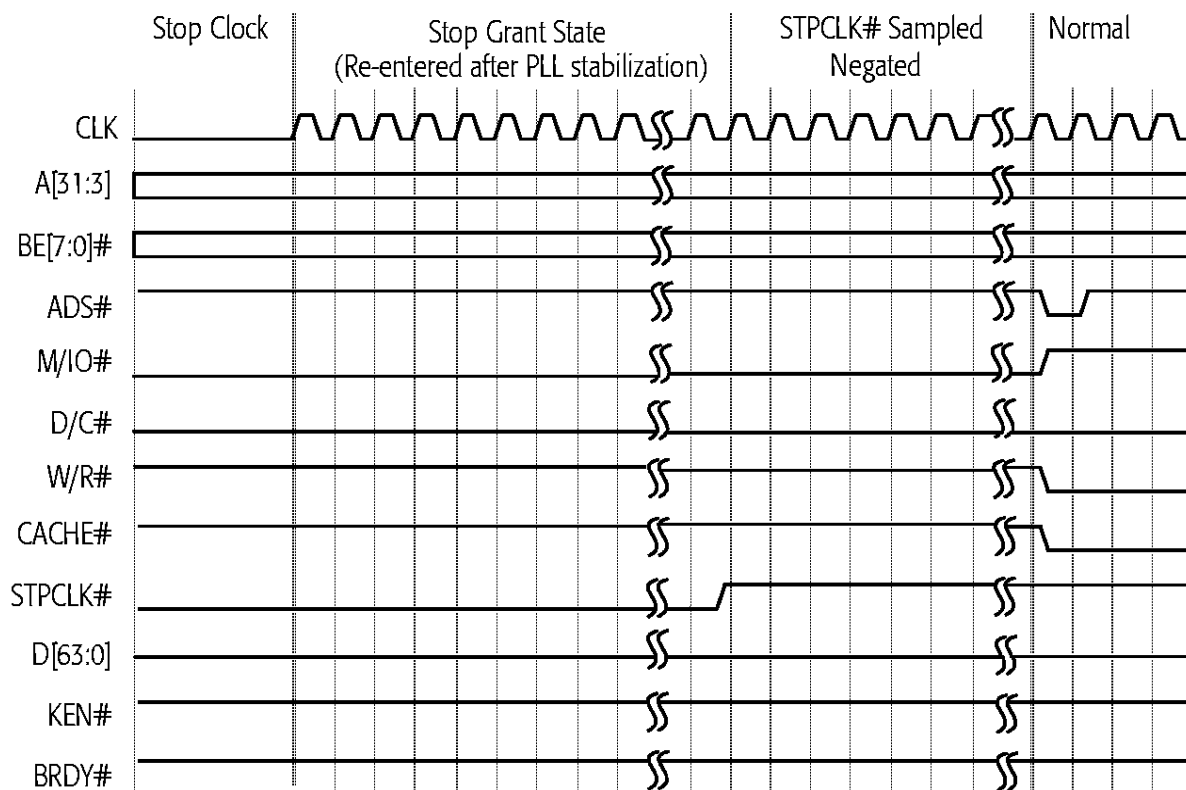 Stop Clock
Stop Grant State
(Re-entered after PLL stabilization)
STPCLK# Sampled
Negated
Normal
CLK
A[31:3]
BE[7:0]#
ADS#
M/IO#
D/C#
W/R#
CACHE#
STPCLK#
D[63:0]
KEN#
BRDY#